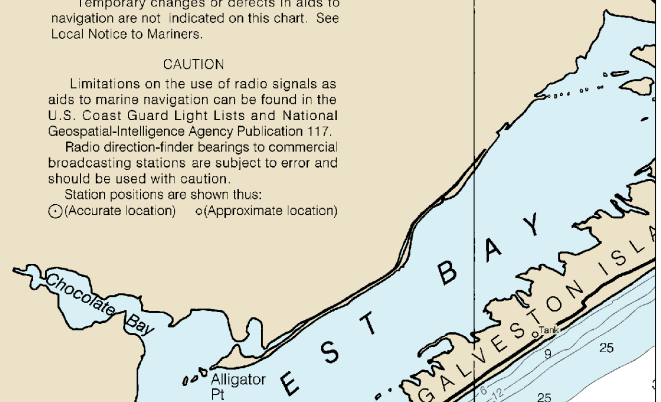 Temporary changes or defects in aids to
navigation are not indicated on this chart. See
Local Notice to Mariners.
CAUTION
Limitations on the use of radio signals as
aids to marine navigation can be found in the
U.S. Coast Guard Light Lists and National
Geospatial-Intelligence Agency Publication 117.
Radio direction-finder bearings to commercial
broadcasting stations are subject to error and
should be used with caution.
Station positions are shown thus:
(Accurate location) o(Approximate location)
Chocolate Bay
Alligator
Pt
EST BAY
GALVESTON ISLA
Tank
9
25
6
12
25